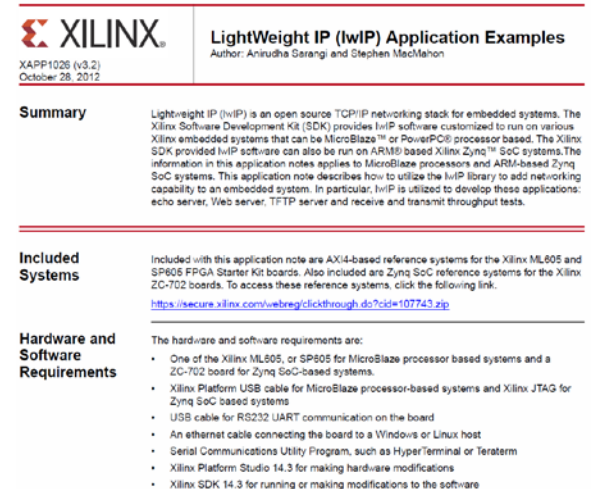 XILINX®
LightWeight IP (lwIP) Application Examples
Author: Anirudha Sarangi and Stephen MacMahon
XAPP1026 (v3.2)
October 28, 2012
Summary
Lightweight IP (lwIP) is an open source TCP/IP networking stack for embedded systems. The
Xilinx Software Development Kit (SDK) provides lwIP software customized to run on various
Xilinx embedded systems that can be MicroBlaze™ or PowerPC® processor based. The Xilinx
SDK provided lwIP software can also be run on ARM® based Xilinx Zynq™ SoC systems.The
information in this application notes applies to MicroBlaze processors and ARM-based Zynq
SoC systems. This application note describes how to utilize the lwIP library to add networking
capability to an embedded system. In particular, lwIP is utilized to develop these applications:
echo server, Web server, TFTP server and receive and transmit throughput tests.
Included
Systems
Included with this application note are AXI4-based reference systems for the Xilinx ML605 and
SP605 FPGA Starter Kit boards. Also included are Zynq SoC reference systems for the Xilinx
ZC-702 boards. To access these reference systems, click the following link.
https://secure.xilinx.com/webreg/clickthrough.do?cid=107743.zip
Hardware and
Software
Requirements
The hardware and software requirements are:
• One of the Xilinx ML605, or SP605 for MicroBlaze processor based systems and a
ZC-702 board for Zynq SoC-based systems.
• Xilinx Platform USB cable for MicroBlaze processor-based systems and Xilinx JTAG for
Zynq SoC based systems
• USB cable for RS232 UART communication on the board
• An ethernet cable connecting the board to a Windows or Linux host
• Serial Communications Utility Program, such as HyperTerminal or Teraterm
• Xilinx Platform Studio 14.3 for making hardware modifications
• Xilinx SDK 14.3 for running or making modifications to the software